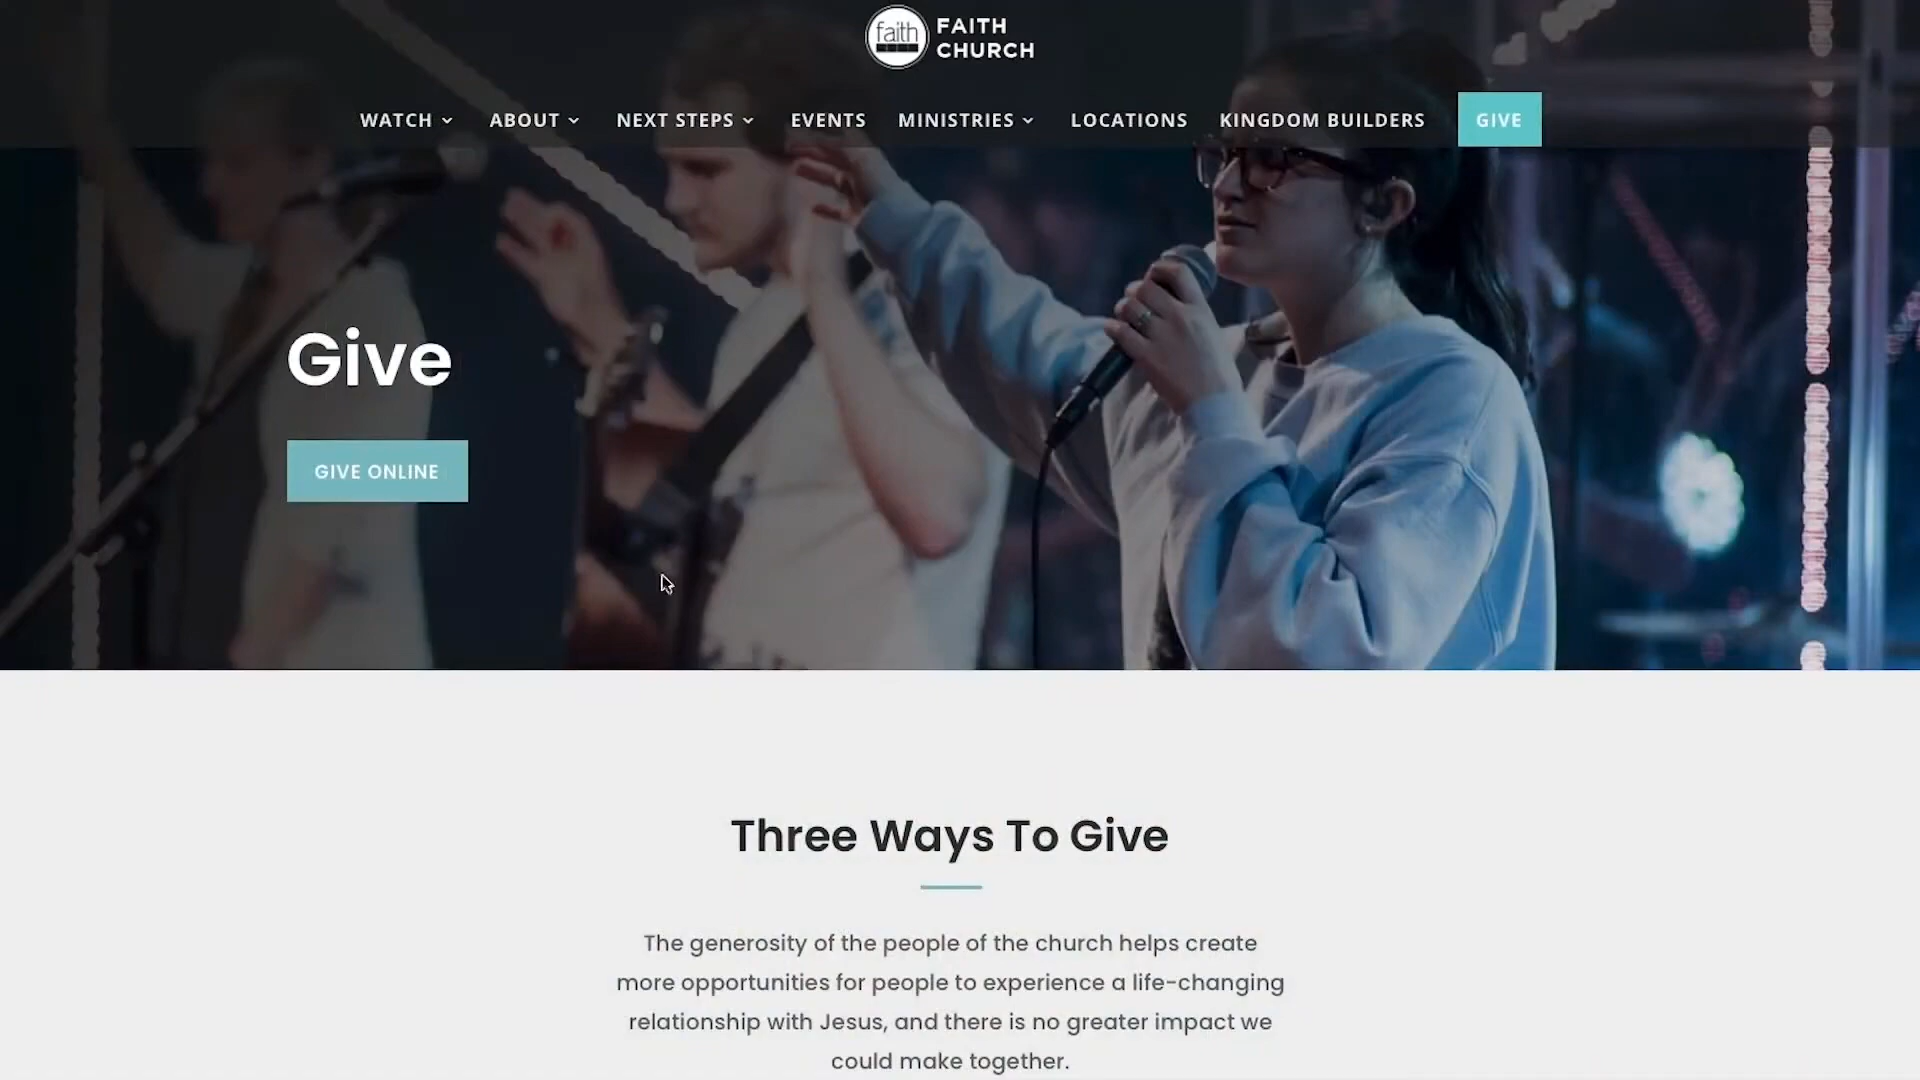 faith
FAITH
CHURCH
WATCH ABOUT NEXT STEPS EVENTS MINISTRIES LOCATIONS KINGDOM BUILDERS GIVE
Give
GIVE ONLINE
Three Ways To Give
The generosity of the people of the church helps create
more opportunities for people to experience a life-changing
relationship with Jesus, and there is no greater impact we
could make together.